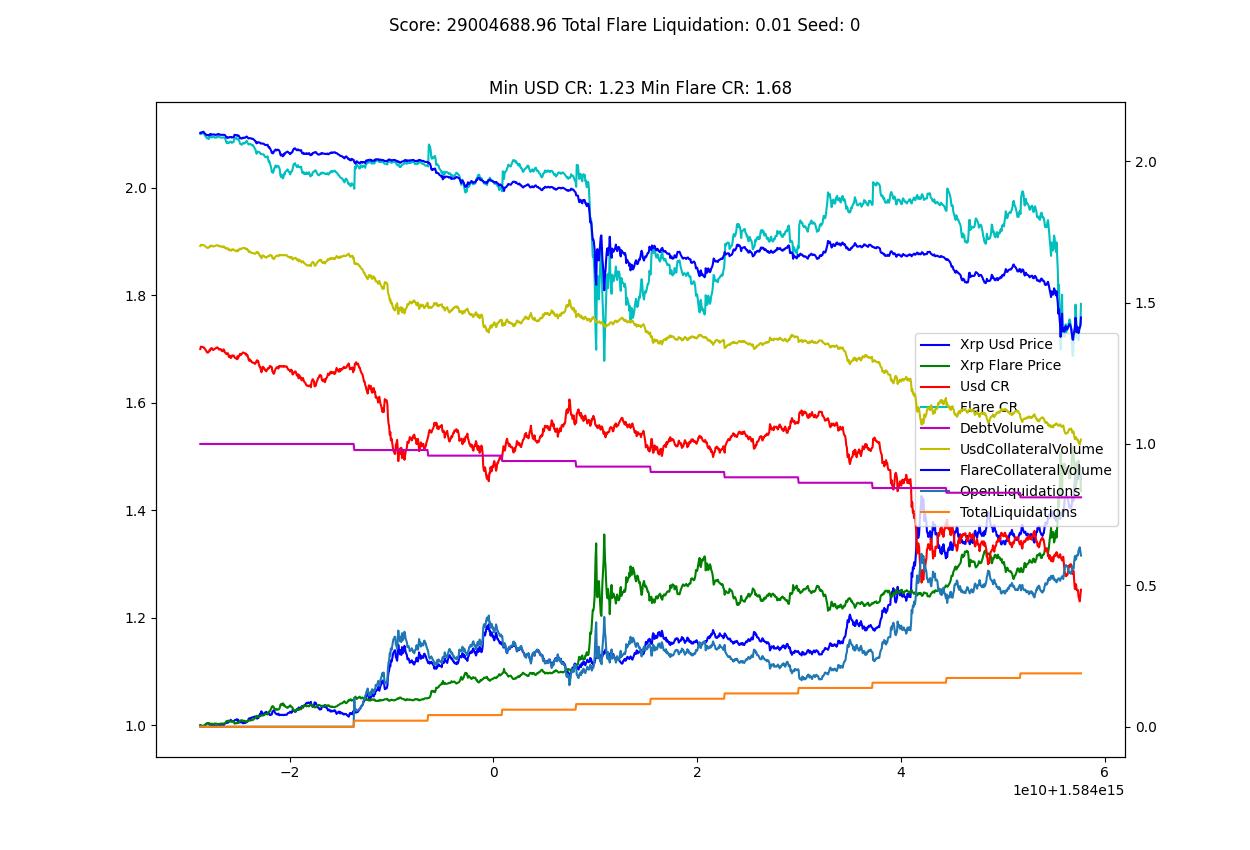 Score: 29004688.96 Total Flare Liquidation: 0.01 Seed: 0
Min USD CR: 1.23 Min Flare CR: 1.68
2.0
1.8
1.6
1.4
1.2
1.0
2.0
1.5
1.0
0.5
0.0
Xrp Usd Price
Xrp Flare Price
Usd CR
Flare CR
DebtVolume
UsdCollateralVolume
FlareCollateralVolume
OpenLiquidations
TotalLiquidations
−2 0 2 4 6
1e10+1.584e15